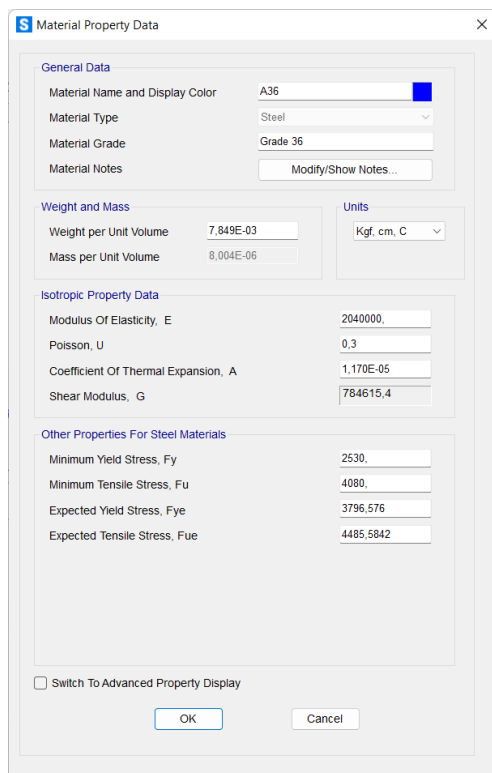 S Material Property Data
General Data
Material Name and Display Color A36
Material Type Steel
Material Grade Grade 36
Material Notes Modify/Show Notes...
Weight and Mass Units
Weight per Unit Volume 7,849E-03 Kgf, cm, C
Mass per Unit Volume 8,004E-06
Isotropic Property Data
Modulus Of Elasticity, E 2040000,
Poisson, U 0,3
Coefficient Of Thermal Expansion, A 1,170E-05
Shear Modulus, G 784615,4
Other Properties For Steel Materials
Minimum Yield Stress, Fy 2530,
Minimum Tensile Stress, Fu 4080,
Expected Yield Stress, Fye 3796,576
Expected Tensile Stress, Fue 4485,5842
Switch To Advanced Property Display
OK Cancel